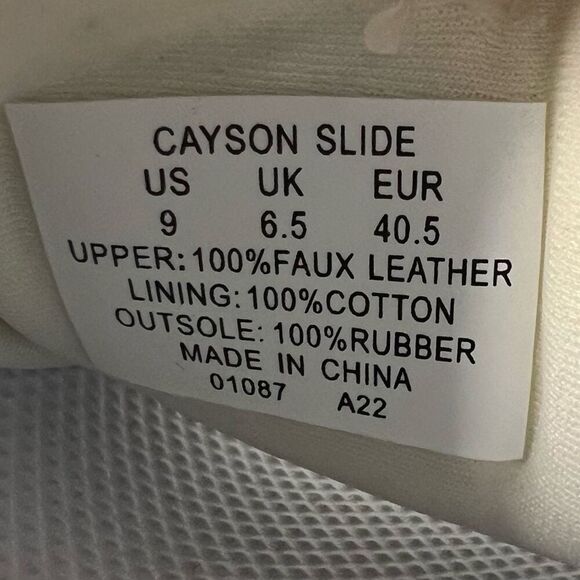 CAYSON SLIDE
US UK EUR
9 6.5 40.5
UPPER:100%FAUX LEATHER
LINING:100%COTTON
OUTSOLE: 100%RUBBER
MADE IN CHINA
01087 A22